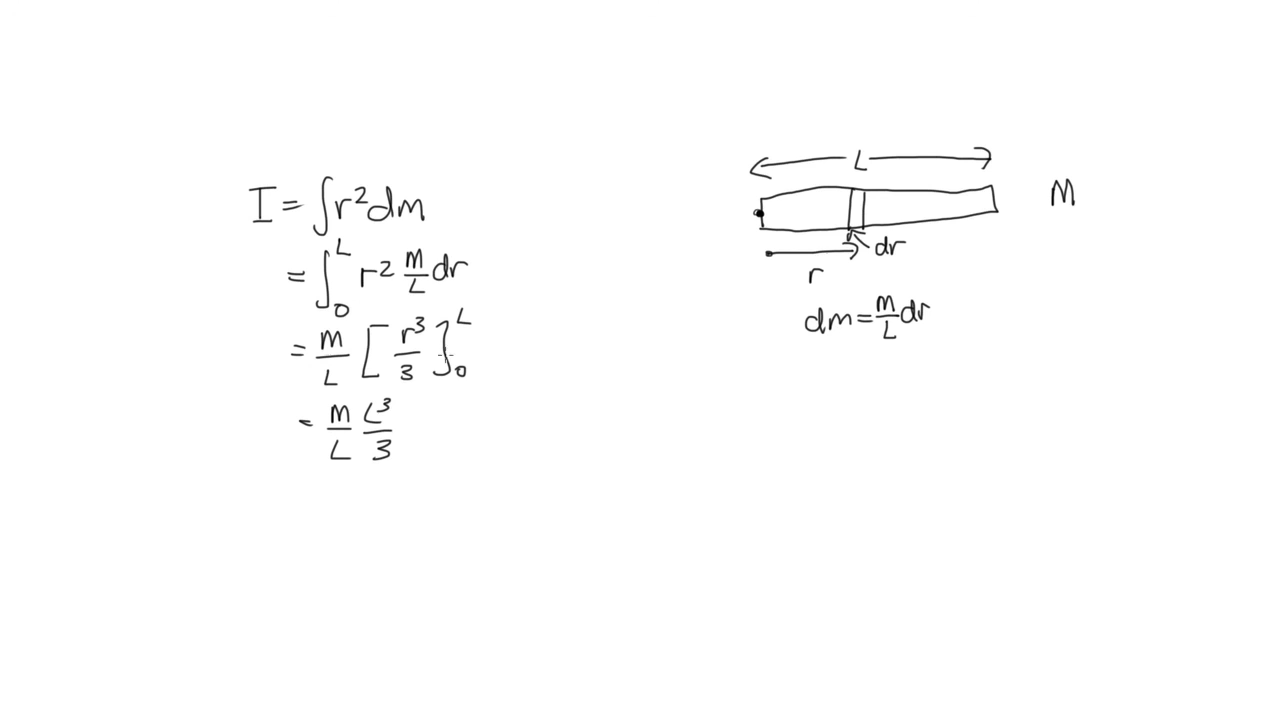 I = ∫r²dm
= ∫₀ᴸ r² M/L dr
= M/L [r³/3]₀ᴸ
= M/L L³/3
L
M
dr
r
dm = M/L dr